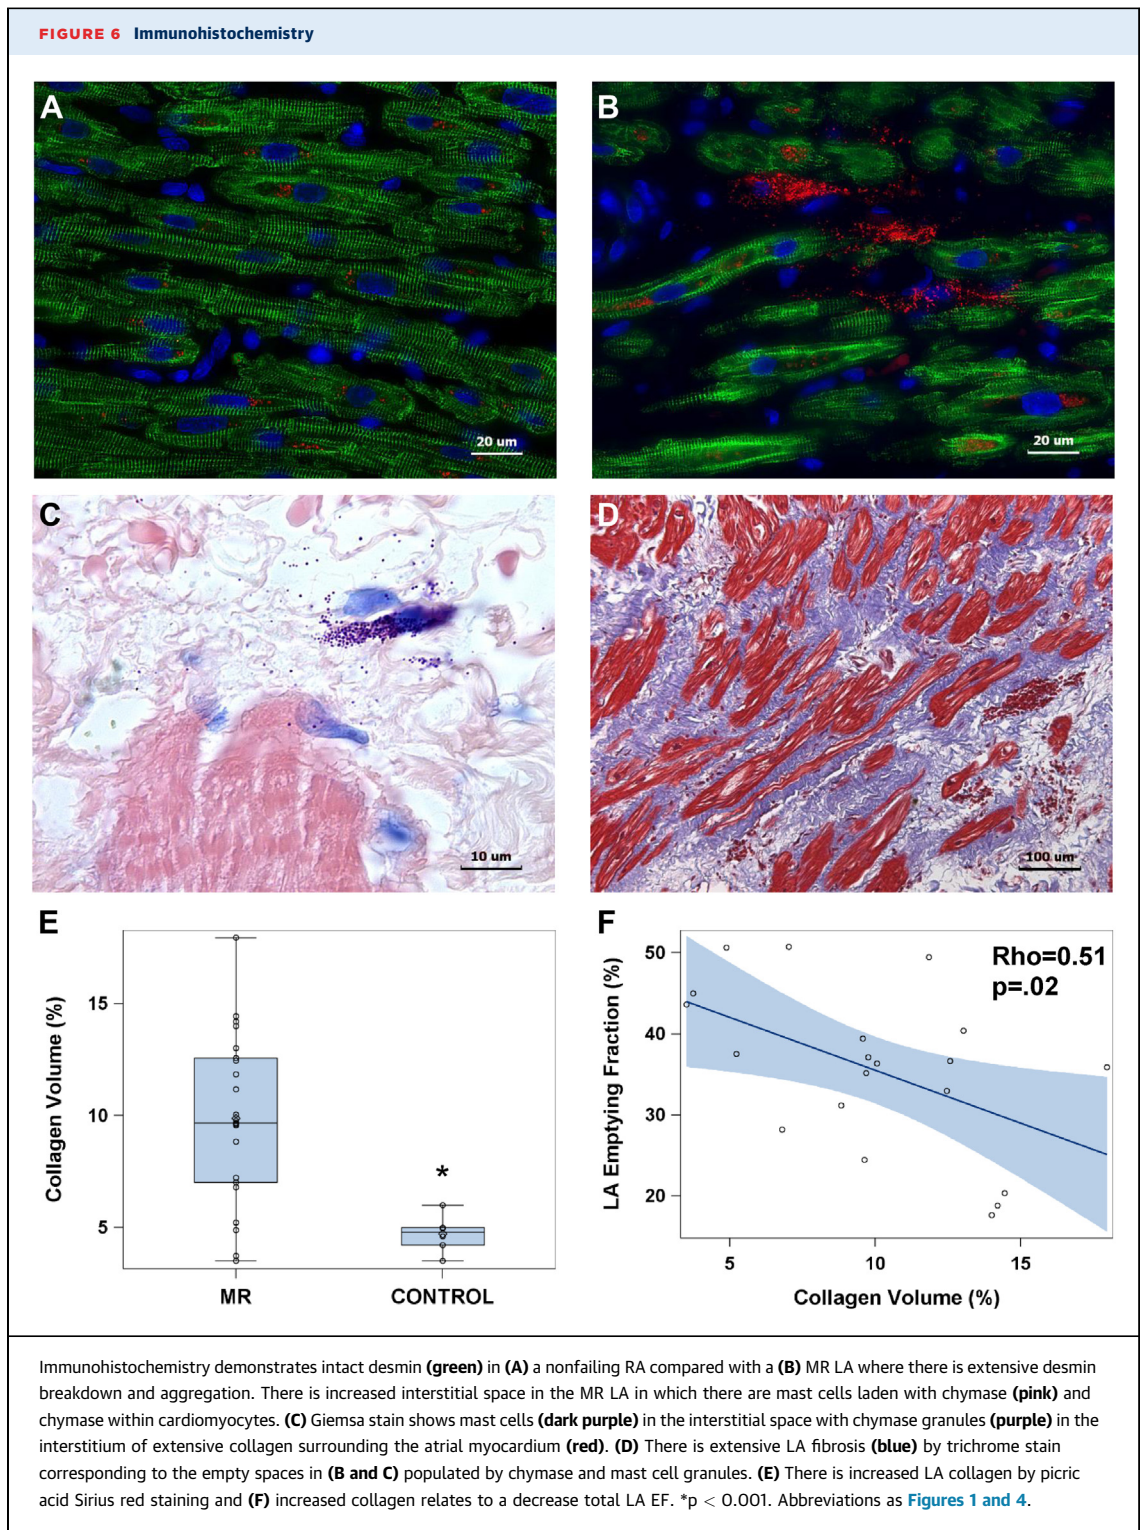 FIGURE 6 Immunohistochemistry
A
B
20 um
20 um
C
D
10 um
100 um
E
Collagen Volume (%)
15
10
5
*
MR
CONTROL
F
LA Emptying Fraction (%)
50
40
30
20
Rho=0.51
p=.02
5
10
15
Collagen Volume (%)
Immunohistochemistry demonstrates intact desmin (green) in (A) a nonfailing RA compared with a (B) MR LA where there is extensive desmin
breakdown and aggregation. There is increased interstitial space in the MR LA in which there are mast cells laden with chymase (pink) and
chymase within cardiomyocytes. (C) Giemsa stain shows mast cells (dark purple) in the interstitial space with chymase granules (purple) in the
interstitium of extensive collagen surrounding the atrial myocardium (red). (D) There is extensive LA fibrosis (blue) by trichrome stain
corresponding to the empty spaces in (B and C) populated by chymase and mast cell granules. (E) There is increased LA collagen by picric
acid Sirius red staining and (F) increased collagen relates to a decrease total LA EF. *p < 0.001. Abbreviations as Figures 1 and 4.